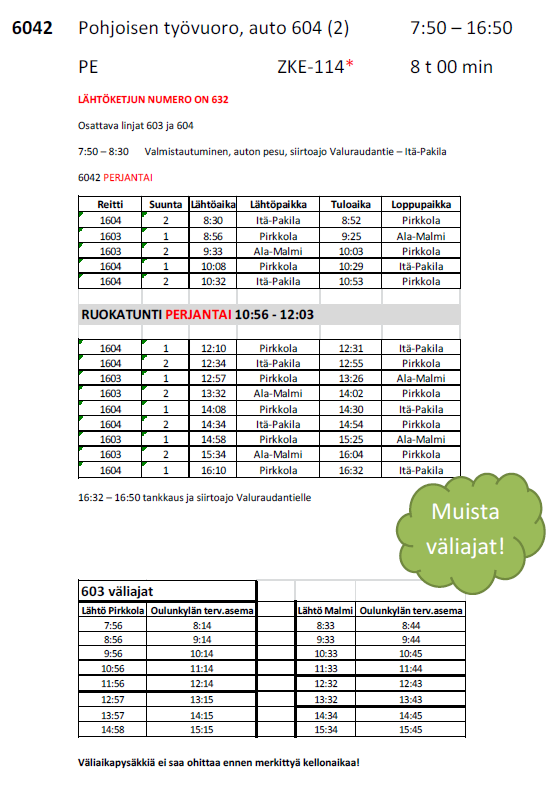 6042 Pohjoisen työvuoro, auto 604 (2) 7:50 – 16:50
PE ZKE-114* 8 t 00 min
LÄHTÖKETJUN NUMERO ON 632
Osattava linjat 603 ja 604
7:50 – 8:30 Valmistautuminen, auton pesu, siirtoajo Valuraudantie – Itä-Pakila
6042 PERJANTAI
Reitti Suunta Lähtöaika Lähtöpaikka Tuloaika Loppupaikka
1604 2 8:30 Itä-Pakila 8:52 Pirkkola
1603 1 8:56 Pirkkola 9:25 Ala-Malmi
1603 2 9:33 Ala-Malmi 10:03 Pirkkola
1604 1 10:08 Pirkkola 10:29 Itä-Pakila
1604 2 10:32 Itä-Pakila 10:53 Pirkkola
RUOKATUNTI PERJANTAI 10:56 - 12:03
1604 1 12:10 Pirkkola 12:31 Itä-Pakila
1604 2 12:34 Itä-Pakila 12:55 Pirkkola
1603 1 12:57 Pirkkola 13:26 Ala-Malmi
1603 2 13:32 Ala-Malmi 14:02 Pirkkola
1604 1 14:08 Pirkkola 14:30 Itä-Pakila
1604 2 14:34 Itä-Pakila 14:54 Pirkkola
1603 1 14:58 Pirkkola 15:25 Ala-Malmi
1603 2 15:34 Ala-Malmi 16:04 Pirkkola
1604 1 16:10 Pirkkola 16:32 Itä-Pakila
16:32 – 16:50 tankkaus ja siirtoajo Valuraudantielle
Muista
väliajat!
603 väliajat
Lähtö Pirkkola Oulunkylän terv.asema Lähtö Malmi Oulunkylän terv.asema
7:56 8:14 8:33 8:44
8:56 9:14 9:33 9:44
9:56 10:14 10:33 10:45
10:56 11:14 11:33 11:44
11:56 12:14 12:32 12:43
12:57 13:15 13:32 13:43
13:57 14:15 14:34 14:45
14:58 15:15 15:34 15:45
Väliaikapysäkkiä ei saa ohittaa ennen merkittyä kellonaikaa!